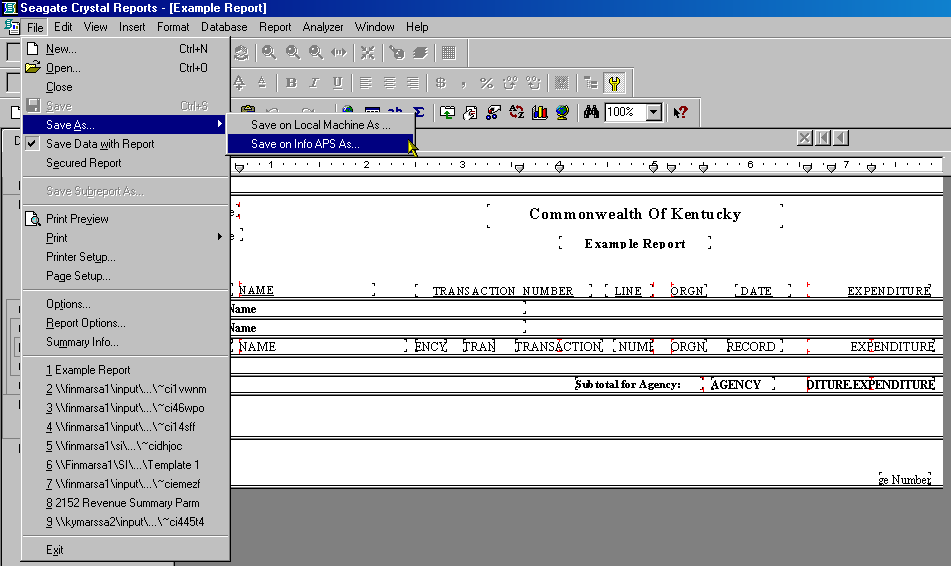 Seagate Crystal Reports - [Example Report]
File Edit View Insert Format Database Report Analyzer Window Help
New... Ctrl+N
Open... Ctrl+O
Close
Save Ctrl+S
Save As...
Save on Local Machine As ...
Save Data with Report
Save on Info APS As...
Secured Report
Save Subreport As...
Print Preview
Print
Printer Setup...
Page Setup...
Options...
Report Options...
Summary Info...
1 Example Report
2 \\finmarsa1\input\...\~ci1vwnm
3 \\finmarsa1\input\...\~ci46wpo
4 \\finmarsa1\input\...\~ci14sff
5 \\finmarsa1\si\...\~cidhjoc
6 \\Finmarsa1\SI\...\Template 1
7 \\finmarsa1\input\...\~ciemezf
8 2152 Revenue Summary Parm
9 \\kymarssa2\input\...\~ci445t4
Exit
B I U $ , %
100%
2 3 4 5 6 7
Commonwealth Of Kentucky
Example Report
NAME TRANSACTION NUMBER LINE ORGN DATE EXPENDITURE
Name
Name
NAME ENCY TRAN TRANSACTION NUMI ORGN RECORD EXPENDITURE
Subtotal for Agency: AGENCY DITURE.EXPENDITURE
ge Number